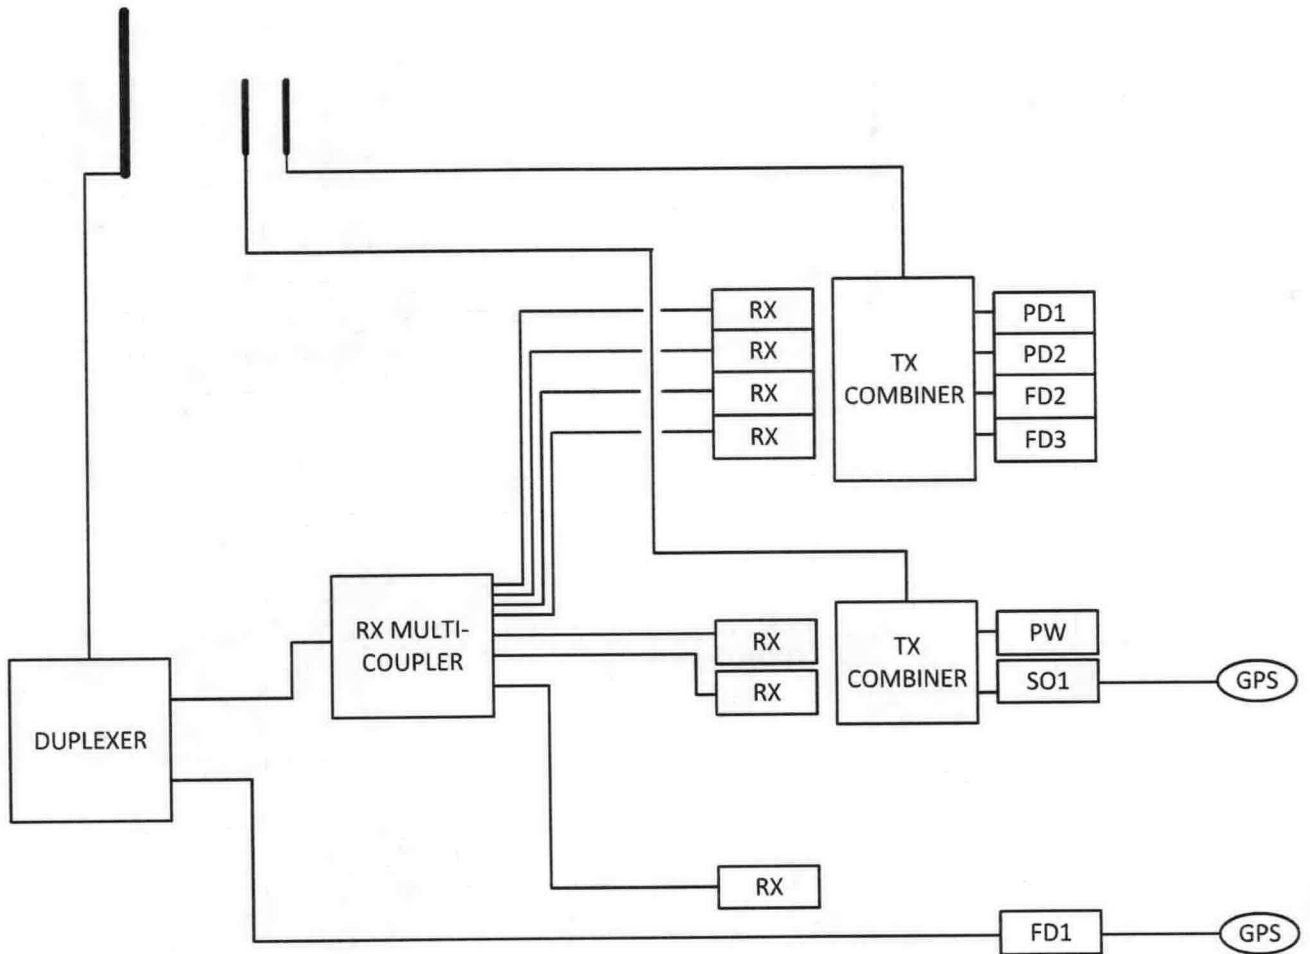 RX
RX
RX
RX
TX
COMBINER
PD1
PD2
FD2
FD3
RX MULTI-
COUPLER
RX
RX
TX
COMBINER
PW
SO1
GPS
DUPLEXER
RX
FD1
GPS